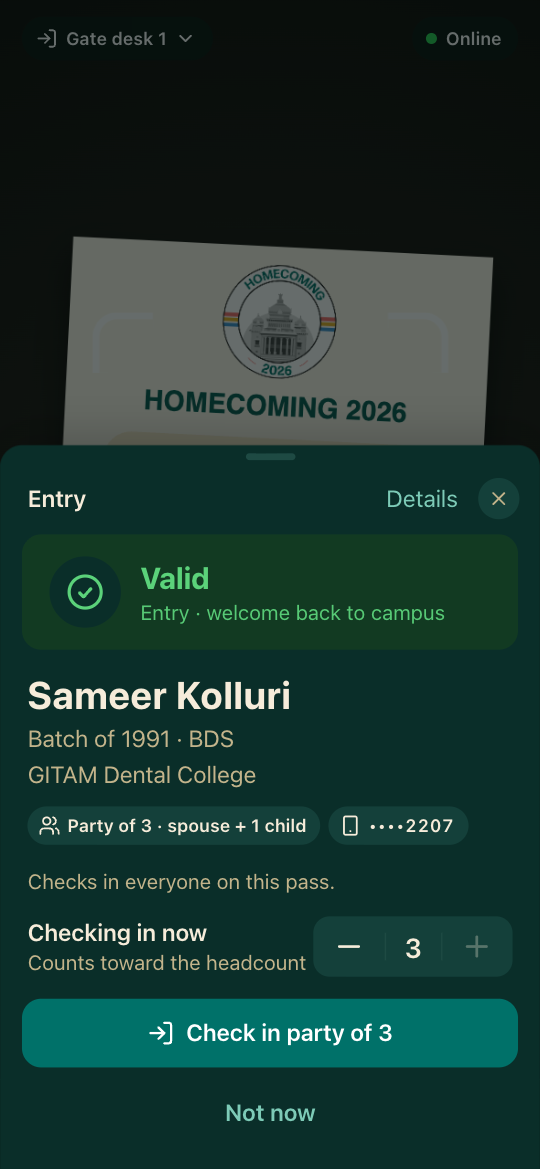 Gate desk 1
Online
HOMECOMING
2026
HOMECOMING 2026
Entry
Details
Valid
Entry · welcome back to campus
Sameer Kolluri
Batch of 1991 · BDS
GITAM Dental College
Party of 3 · spouse + 1 child
••••2207
Checks in everyone on this pass.
Checking in now
Counts toward the headcount
3
Check in party of 3
Not now